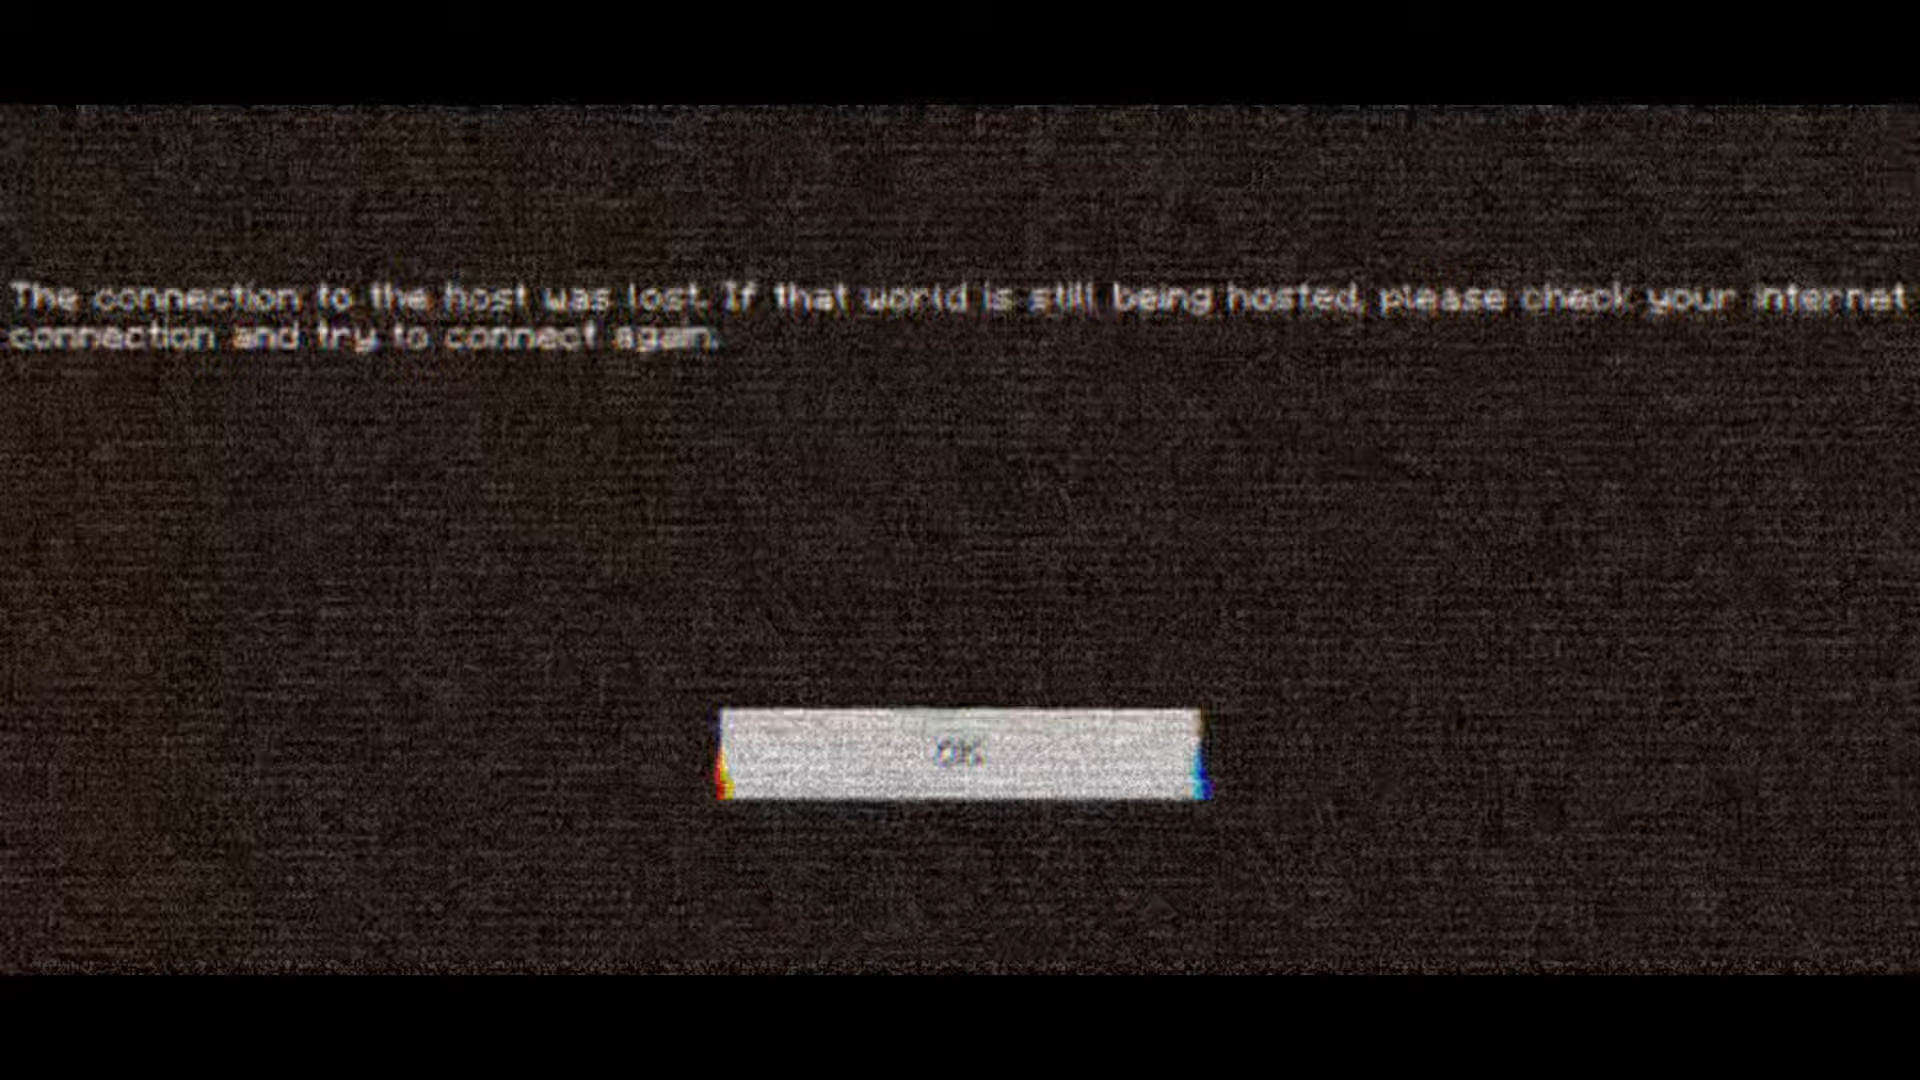 The connection to the host was lost. If that world is still being hosted, please check your internet
connection and try to connect again.
OK